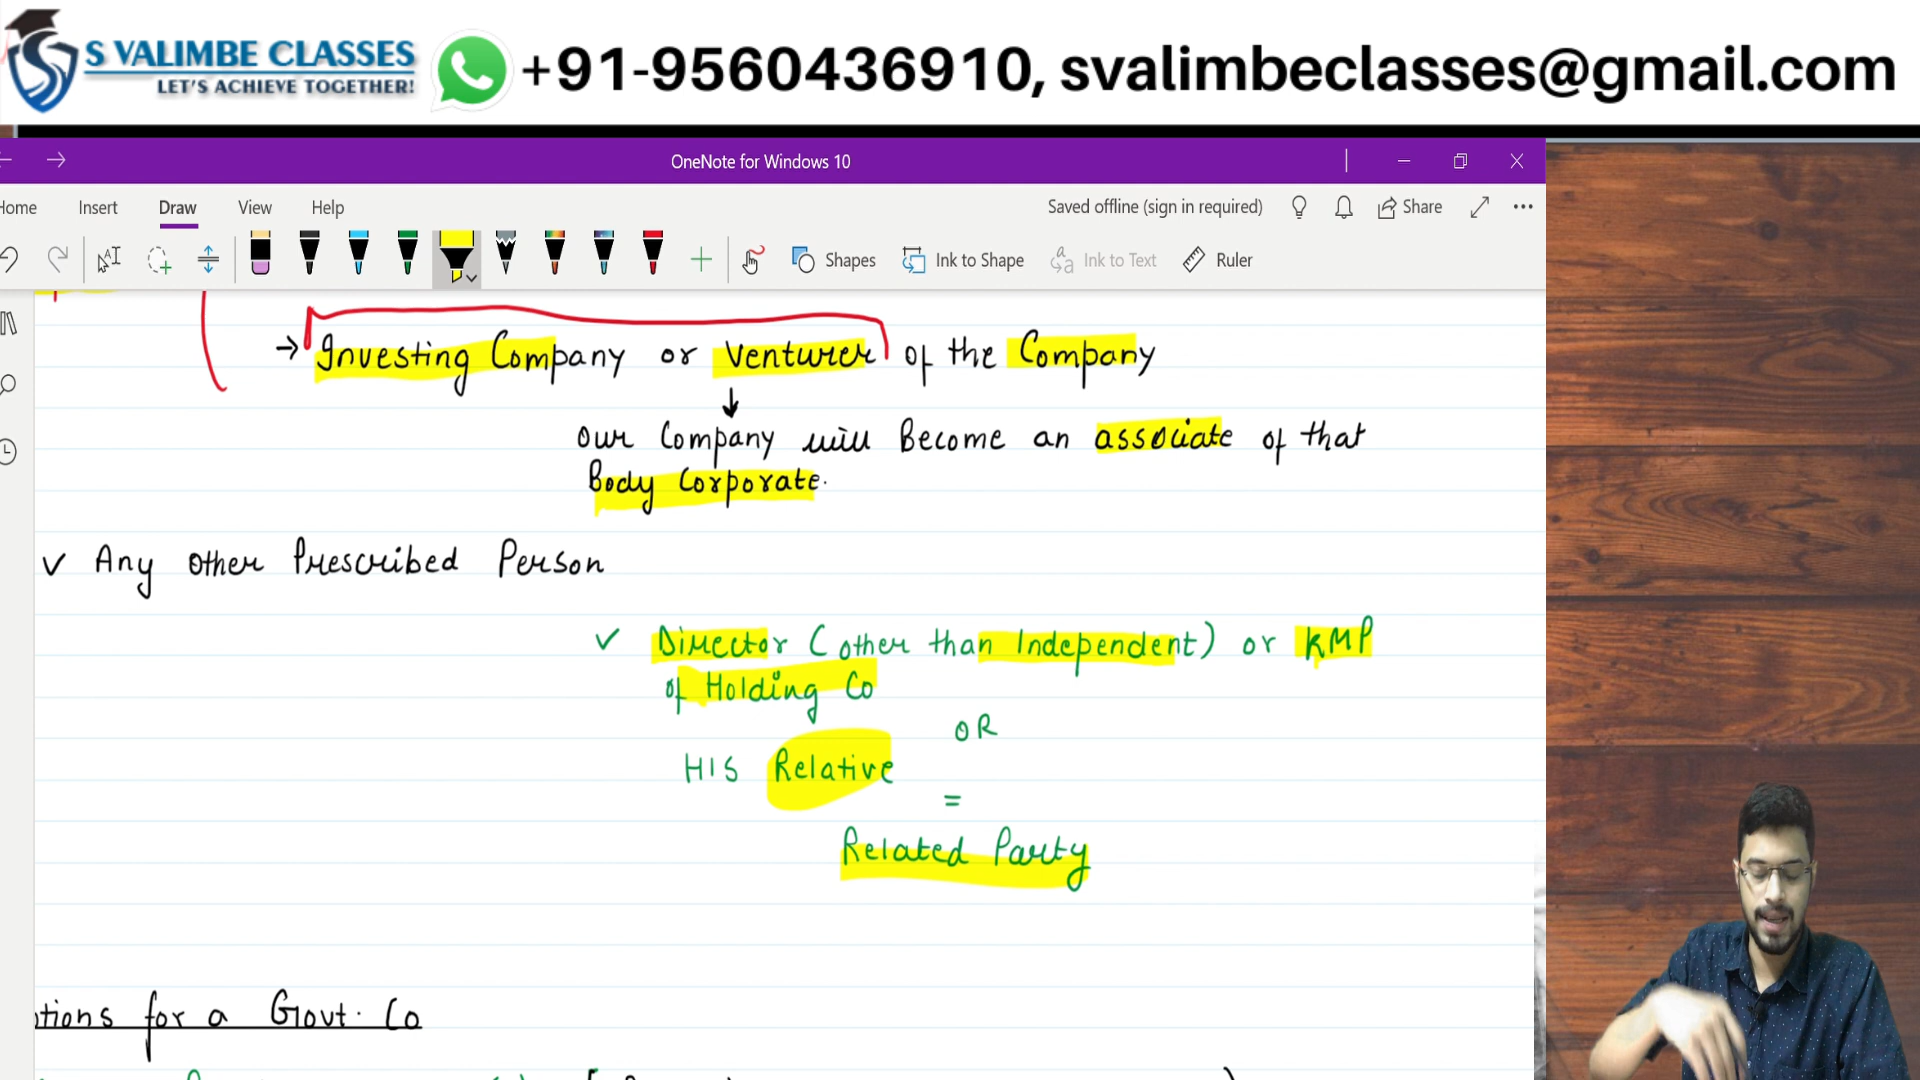 S VALIMBE CLASSES
LET'S ACHIEVE TOGETHER!
+91-9560436910, svalimbeclasses@gmail.com
OneNote for Windows 10
Home Insert Draw View Help
Saved offline (sign in required) Share
Shapes Ink to Shape Ink to Text Ruler
→ Investing Company or Venturer of the Company
Our Company will Become an associate of that
Body Corporate.
✓ Any other Prescribed Person
✓ Director (other than Independent) or KMP
of Holding Co
OR
HIS Relative
=
Related Party
tions for a Govt. Co